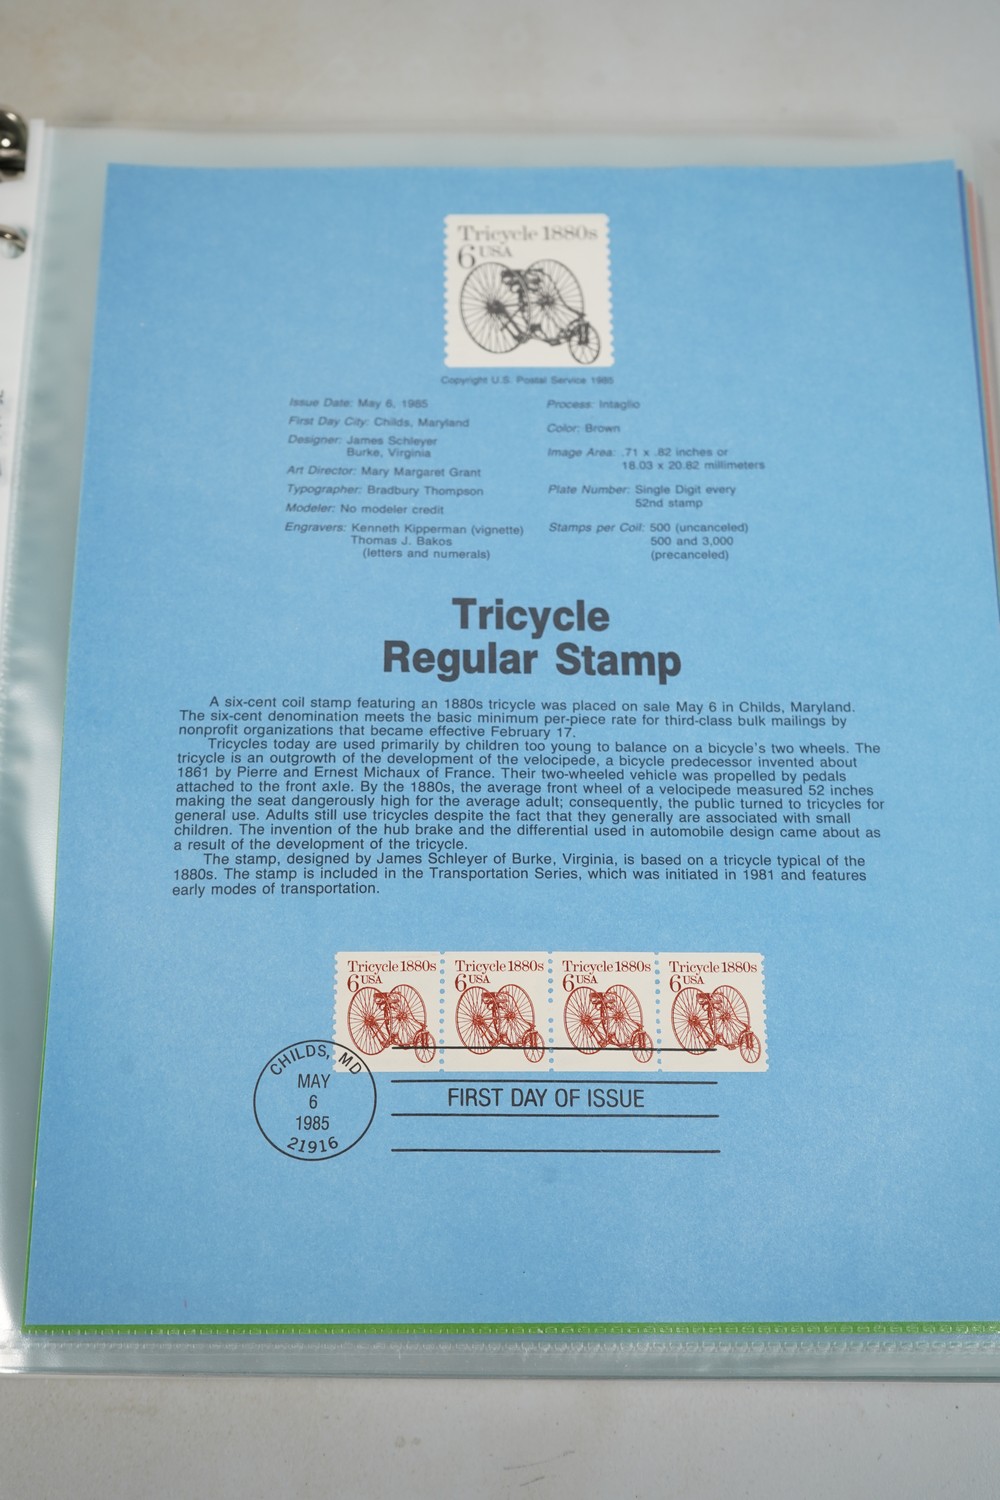 Tricycle 1880s
6 USA
Copyright U.S. Postal Service 1985
Issue Date: May 6, 1985
First Day City: Childs, Maryland
Designer: James Schleyer
Burke, Virginia
Art Director: Mary Margaret Grant
Typographer: Bradbury Thompson
Modeler: No modeler credit
Engravers: Kenneth Kipperman (vignette)
Thomas J. Bakos
(letters and numerals)
Process: Intaglio
Color: Brown
Image Area: .71 x .82 inches or
18.03 x 20.82 millimeters
Plate Number: Single Digit every
52nd stamp
Stamps per Coil: 500 (uncanceled)
500 and 3,000
(precanceled)
Tricycle
Regular Stamp
A six-cent coil stamp featuring an 1880s tricycle was placed on sale May 6 in Childs, Maryland.
The six-cent denomination meets the basic minimum per-piece rate for third-class bulk mailings by
nonprofit organizations that became effective February 17.
Tricycles today are used primarily by children too young to balance on a bicycle's two wheels. The
tricycle is an outgrowth of the development of the velocipede, a bicycle predecessor invented about
1861 by Pierre and Ernest Michaux of France. Their two-wheeled vehicle was propelled by pedals
attached to the front axle. By the 1880s, the average front wheel of a velocipede measured 52 inches
making the seat dangerously high for the average adult; consequently, the public turned to tricycles for
general use. Adults still use tricycles despite the fact that they generally are associated with small
children. The invention of the hub brake and the differential used in automobile design came about as
a result of the development of the tricycle.
The stamp, designed by James Schleyer of Burke, Virginia, is based on a tricycle typical of the
1880s. The stamp is included in the Transportation Series, which was initiated in 1981 and features
early modes of transportation.
Tricycle 1880s
6 USA
Tricycle 1880s
6 USA
Tricycle 1880s
6 USA
Tricycle 1880s
6 USA
CHILDS, MD
MAY
6
1985
21916
FIRST DAY OF ISSUE